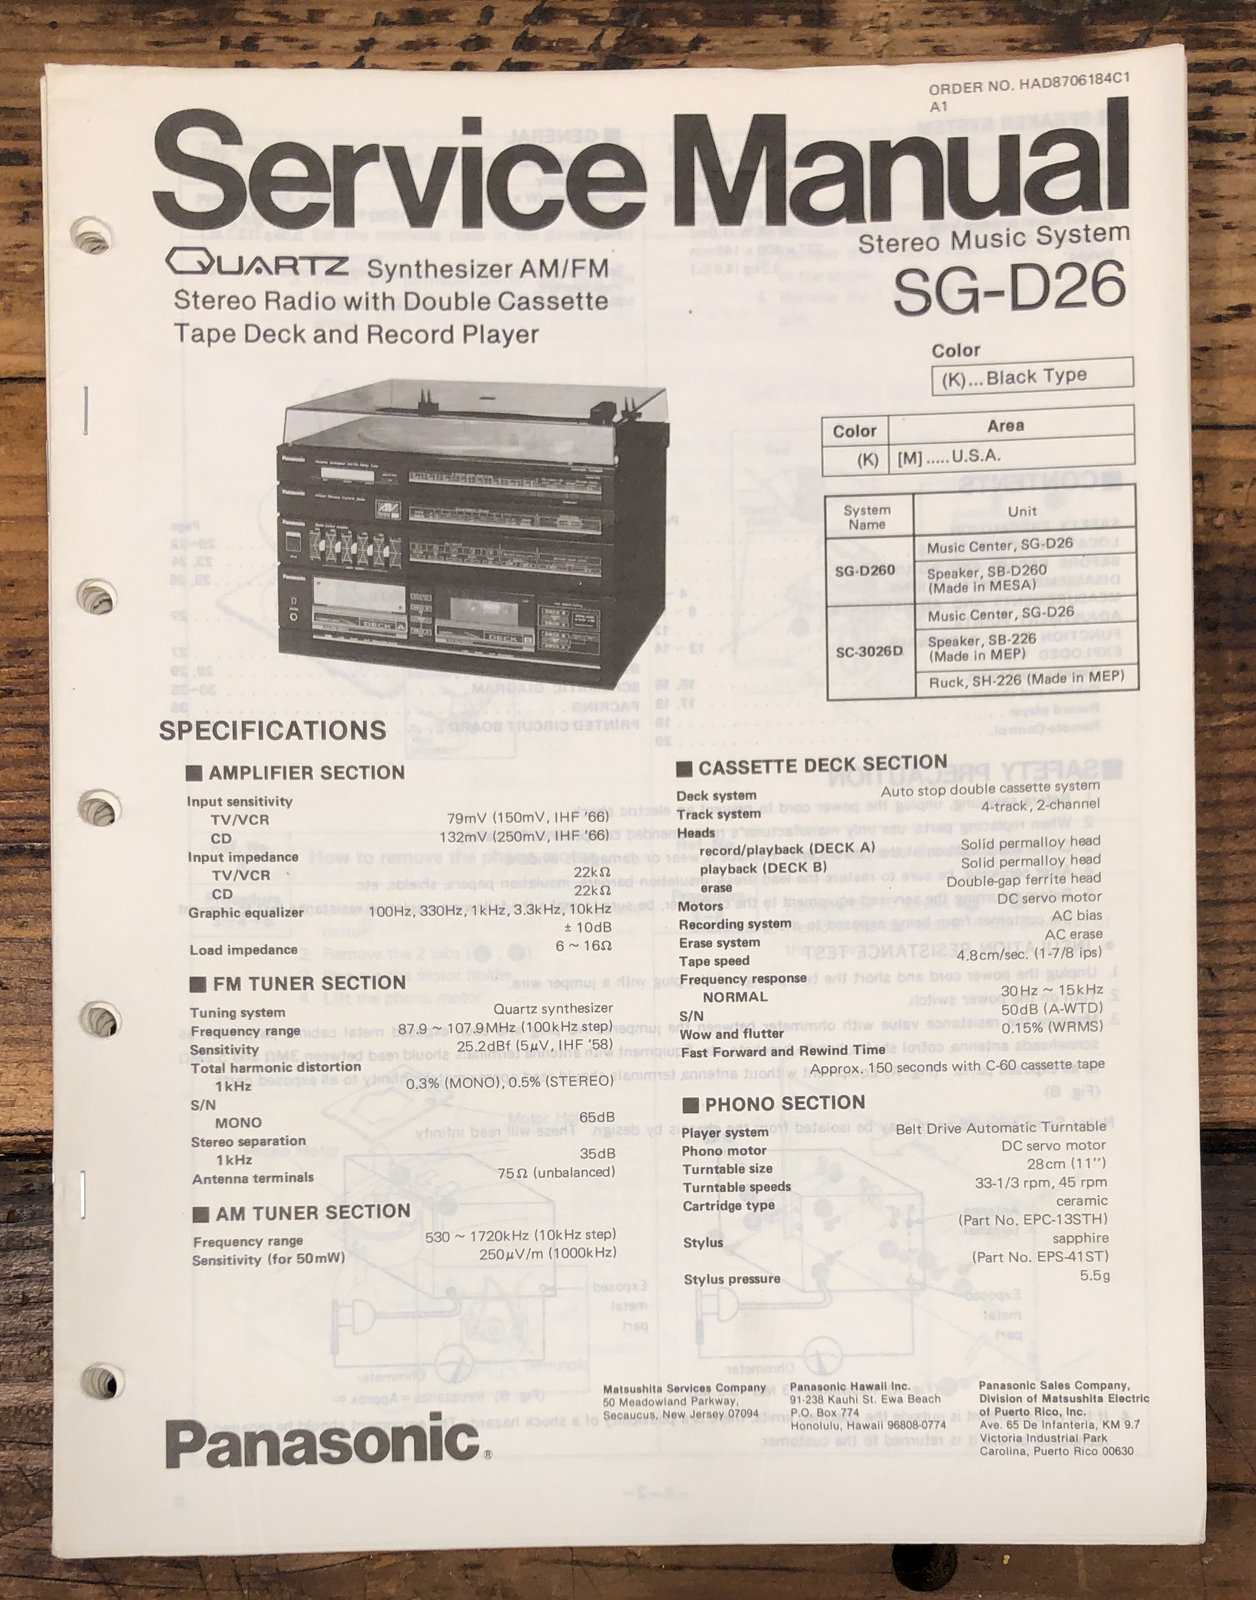 ORDER NO. HAD8706184C1
A1
Service Manual
Stereo Music System
SG-D26
QUARTZ Synthesizer AM/FM
Stereo Radio with Double Cassette
Tape Deck and Record Player
Color
(K)...Black Type
Color Area
(K) [M].....U.S.A.
System Name Unit
SG-D260
Music Center, SG-D26
Speaker, SB-D260
(Made in MESA)
SC-3026D
Music Center, SG-D26
Speaker, SB-226
(Made in MEP)
Ruck, SH-226 (Made in MEP)
Panasonic
Panasonic
Panasonic
Panasonic
DECK A
DECK B
SPECIFICATIONS
■ AMPLIFIER SECTION
Input sensitivity
TV/VCR 79mV (150mV, IHF '66)
CD 132mV (250mV, IHF '66)
Input impedance
TV/VCR 22kΩ
CD 22kΩ
Graphic equalizer 100Hz, 330Hz, 1kHz, 3.3kHz, 10kHz
± 10dB
Load impedance 6 ~ 16Ω
■ FM TUNER SECTION
Tuning system Quartz synthesizer
Frequency range 87.9 ~ 107.9MHz (100kHz step)
Sensitivity 25.2dBf (5μV, IHF '58)
Total harmonic distortion
1kHz 0.3% (MONO), 0.5% (STEREO)
S/N
MONO 65dB
Stereo separation
1kHz 35dB
Antenna terminals 75Ω (unbalanced)
■ AM TUNER SECTION
Frequency range 530 ~ 1720kHz (10kHz step)
Sensitivity (for 50mW) 250μV/m (1000kHz)
■ CASSETTE DECK SECTION
Deck system Auto stop double cassette system
Track system 4-track, 2-channel
Heads
record/playback (DECK A) Solid permalloy head
playback (DECK B) Solid permalloy head
erase Double-gap ferrite head
Motors DC servo motor
Recording system AC bias
Erase system AC erase
Tape speed 4.8cm/sec. (1-7/8 ips)
Frequency response
NORMAL 30Hz ~ 15kHz
S/N 50dB (A-WTD)
Wow and flutter 0.15% (WRMS)
Fast Forward and Rewind Time
Approx. 150 seconds with C-60 cassette tape
■ PHONO SECTION
Player system Belt Drive Automatic Turntable
Phono motor DC servo motor
Turntable size 28cm (11'')
Turntable speeds 33-1/3 rpm, 45 rpm
Cartridge type ceramic
(Part No. EPC-13STH)
Stylus sapphire
(Part No. EPS-41ST)
Stylus pressure 5.5g
Panasonic®
Matsushita Services Company
50 Meadowland Parkway,
Secaucus, New Jersey 07094
Panasonic Hawaii Inc.
91-238 Kauhi St. Ewa Beach
P.O. Box 774
Honolulu, Hawaii 96808-0774
Panasonic Sales Company,
Division of Matsushita Electric
of Puerto Rico, Inc.
Ave. 65 De Infanteria, KM 9.7
Victoria Industrial Park
Carolina, Puerto Rico 00630